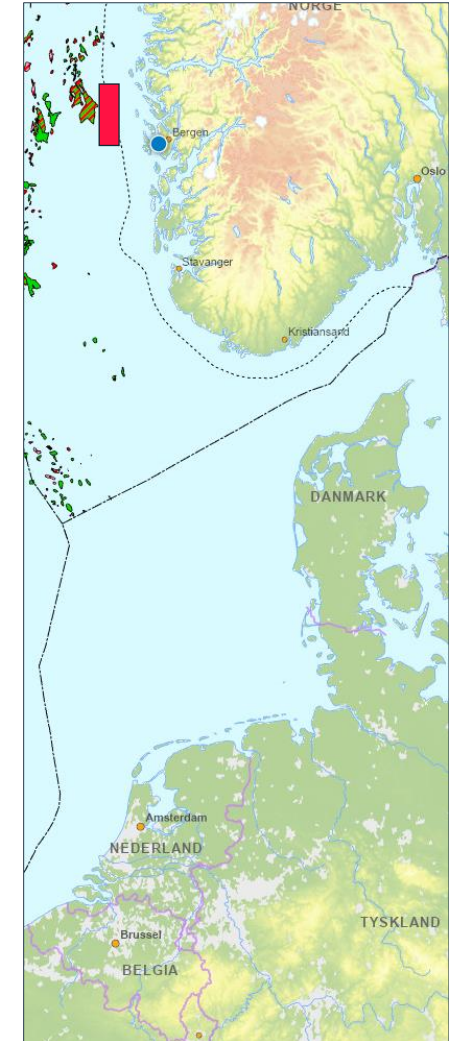 NORGE
Bergen
Oslo
Stavanger
Kristiansand
DANMARK
Amsterdam
NEDERLAND
TYSKLAND
Brussel
BELGIA